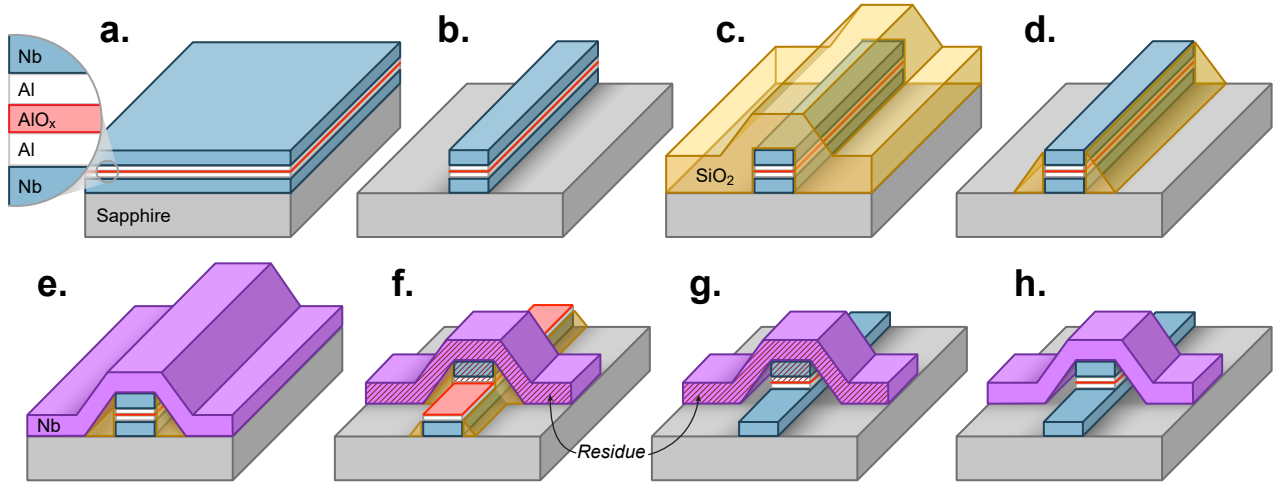 a.
b.
c.
d.
Nb
Al
AlOₓ
Al
Nb
Sapphire
SiO₂
e.
f.
g.
h.
Nb
Residue